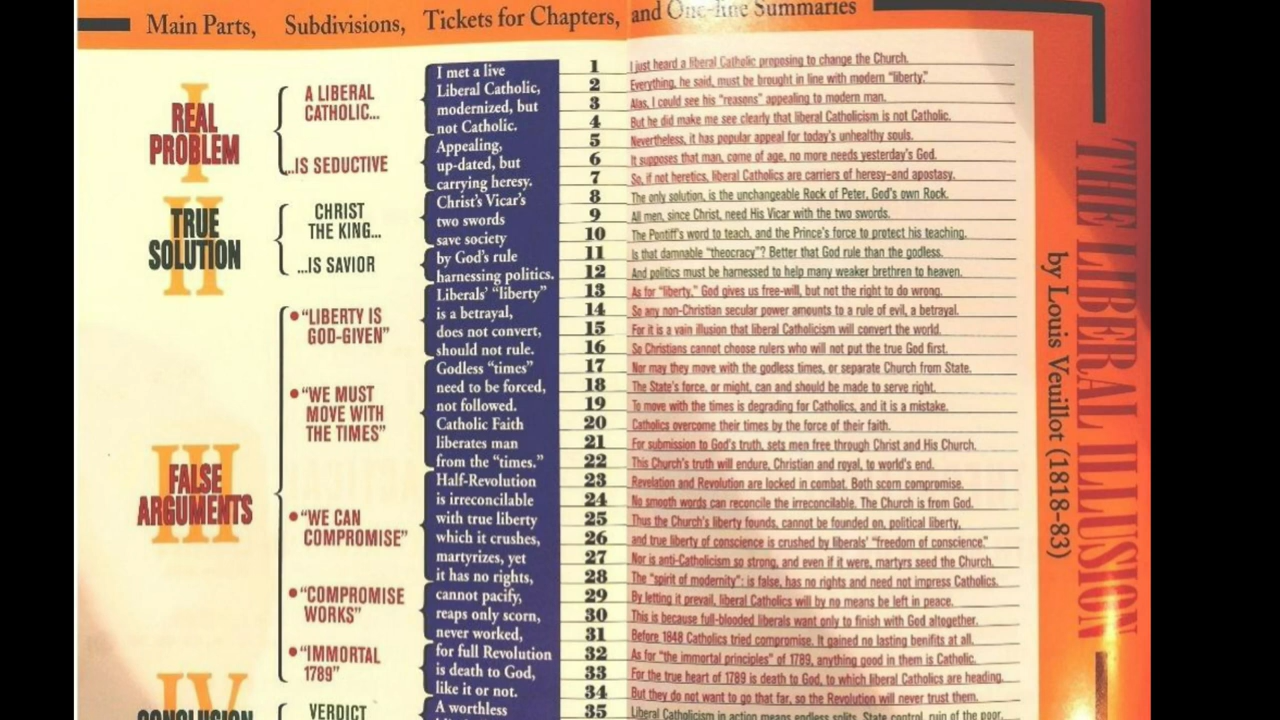 Main Parts, Subdivisions, Tickets for Chapters, and One-line Summaries
I
REAL
PROBLEM
A LIBERAL
CATHOLIC...
...IS SEDUCTIVE
II
TRUE
SOLUTION
CHRIST
THE KING...
...IS SAVIOR
III
FALSE
ARGUMENTS
•"LIBERTY IS
GOD-GIVEN"
•"WE MUST
MOVE WITH
THE TIMES"
•"WE CAN
COMPROMISE"
•"COMPROMISE
WORKS"
•"IMMORTAL
1789"
IV
CONCLUSION
VERDICT
I met a live
Liberal Catholic,
modernized, but
not Catholic.
Appealing,
up-dated, but
carrying heresy.
Christ's Vicar's
two swords
save society
by God's rule
harnessing politics.
Liberals' "liberty"
is a betrayal,
does not convert,
should not rule.
Godless "times"
need to be forced,
not followed.
Catholic Faith
liberates man
from the "times."
Half-Revolution
is irreconcilable
with true liberty
which it crushes,
martyrizes, yet
it has no rights,
cannot pacify,
reaps only scorn,
never worked,
for full Revolution
is death to God,
like it or not.
A worthless
1 I just heard a liberal Catholic proposing to change the Church.
2 Everything, he said, must be brought in line with modern "liberty."
3 Alas, I could see his "reasons" appealing to modern man.
4 But he did make me see clearly that liberal Catholicism is not Catholic.
5 Nevertheless, it has popular appeal for today's unhealthy souls.
6 It supposes that man, come of age, no more needs yesterday's God.
7 So, if not heretics, liberal Catholics are carriers of heresy–and apostasy.
8 The only solution, is the unchangeable Rock of Peter, God's own Rock.
9 All men, since Christ, need His Vicar with the two swords.
10 The Pontiff's word to teach, and the Prince's force to protect his teaching.
11 Is that damnable "theocracy"? Better that God rule than the godless.
12 And politics must be harnessed to help many weaker brethren to heaven.
13 As for "liberty," God gives us free-will, but not the right to do wrong.
14 So any non-Christian secular power amounts to a rule of evil, a betrayal.
15 For it is a vain illusion that liberal Catholicism will convert the world.
16 So Christians cannot choose rulers who will not put the true God first.
17 Nor may they move with the godless times, or separate Church from State.
18 The State's force, or might, can and should be made to serve right.
19 To move with the times is degrading for Catholics, and it is a mistake.
20 Catholics overcome their times by the force of their faith.
21 For submission to God's truth, sets men free through Christ and His Church.
22 This Church's truth will endure, Christian and royal, to world's end.
23 Revelation and Revolution are locked in combat. Both scorn compromise.
24 No smooth words can reconcile the irreconcilable. The Church is from God.
25 Thus the Church's liberty founds, cannot be founded on, political liberty,
26 and true liberty of conscience is crushed by liberals' "freedom of conscience."
27 Nor is anti-Catholicism so strong, and even if it were, martyrs seed the Church.
28 The "spirit of modernity": is false, has no rights and need not impress Catholics.
29 By letting it prevail, liberal Catholics will by no means be left in peace.
30 This is because full-blooded liberals want only to finish with God altogether.
31 Before 1848 Catholics tried compromise. It gained no lasting benifits at all.
32 As for "the immortal principles" of 1789, anything good in them is Catholic.
33 For the true heart of 1789 is death to God, to which liberal Catholics are heading.
34 But they do not want to go that far, so the Revolution will never trust them.
35 Liberal Catholicism in action means endless splits, State control, ruin of the poor.
THE LIBERAL ILLUSION
by Louis Veuillot (1818-83)